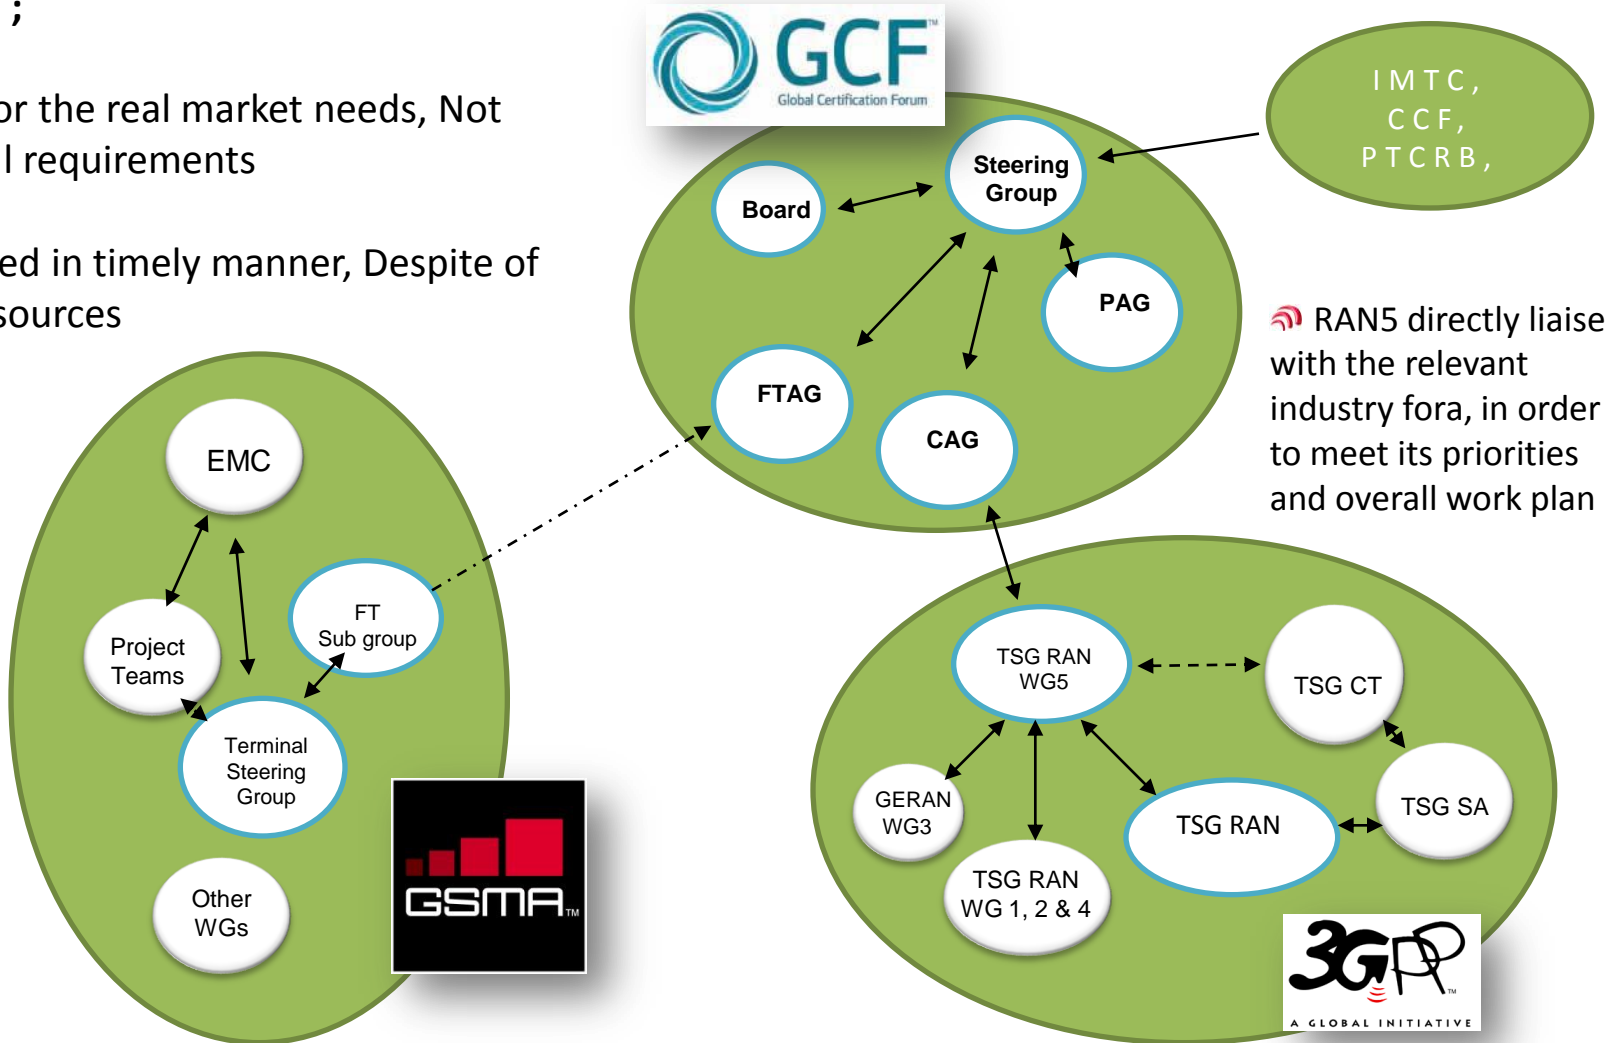 ;
or the real market needs, Not
l requirements
ed in timely manner, Despite of
sources
GCF™
Global Certification Forum
I M T C ,
C C F ,
P T C R B ,
Steering
Group
Board
PAG
FTAG
CAG
RAN5 directly liaise
with the relevant
industry fora, in order
to meet its priorities
and overall work plan
EMC
FT
Sub group
Project
Teams
Terminal
Steering
Group
Other
WGs
GSMA™
TSG RAN
WG5
TSG CT
GERAN
WG3
TSG RAN
TSG SA
TSG RAN
WG 1, 2 & 4
3GPP™
A GLOBAL INITIATIVE